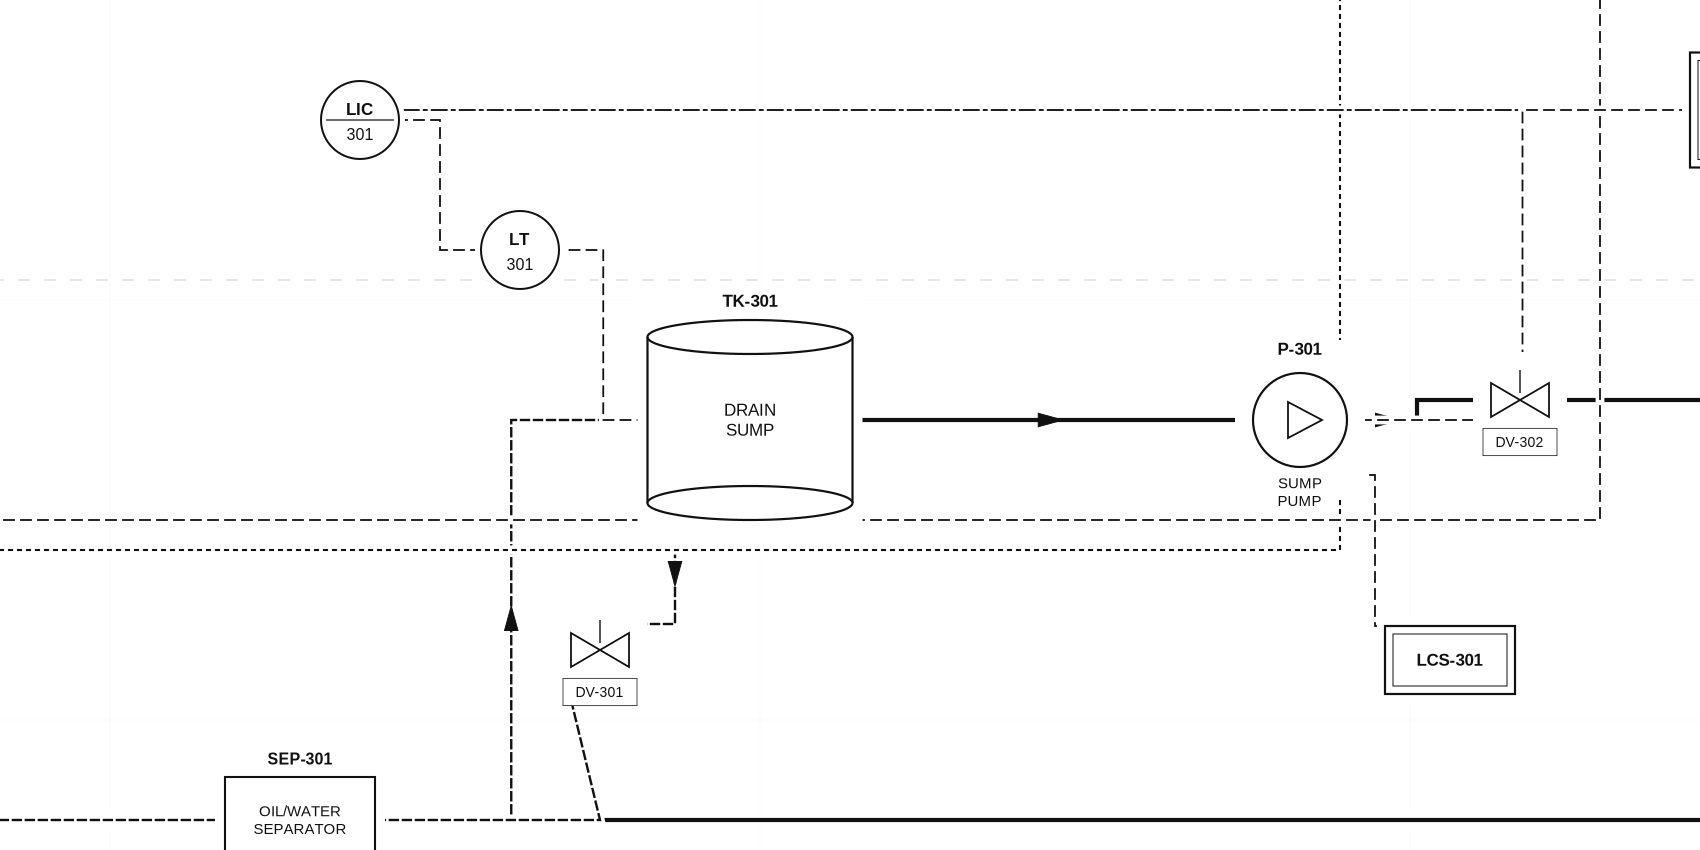 LIC
301
LT
301
TK-301
DRAIN
SUMP
P-301
SUMP
PUMP
DV-302
LCS-301
DV-301
SEP-301
OIL/WATER
SEPARATOR